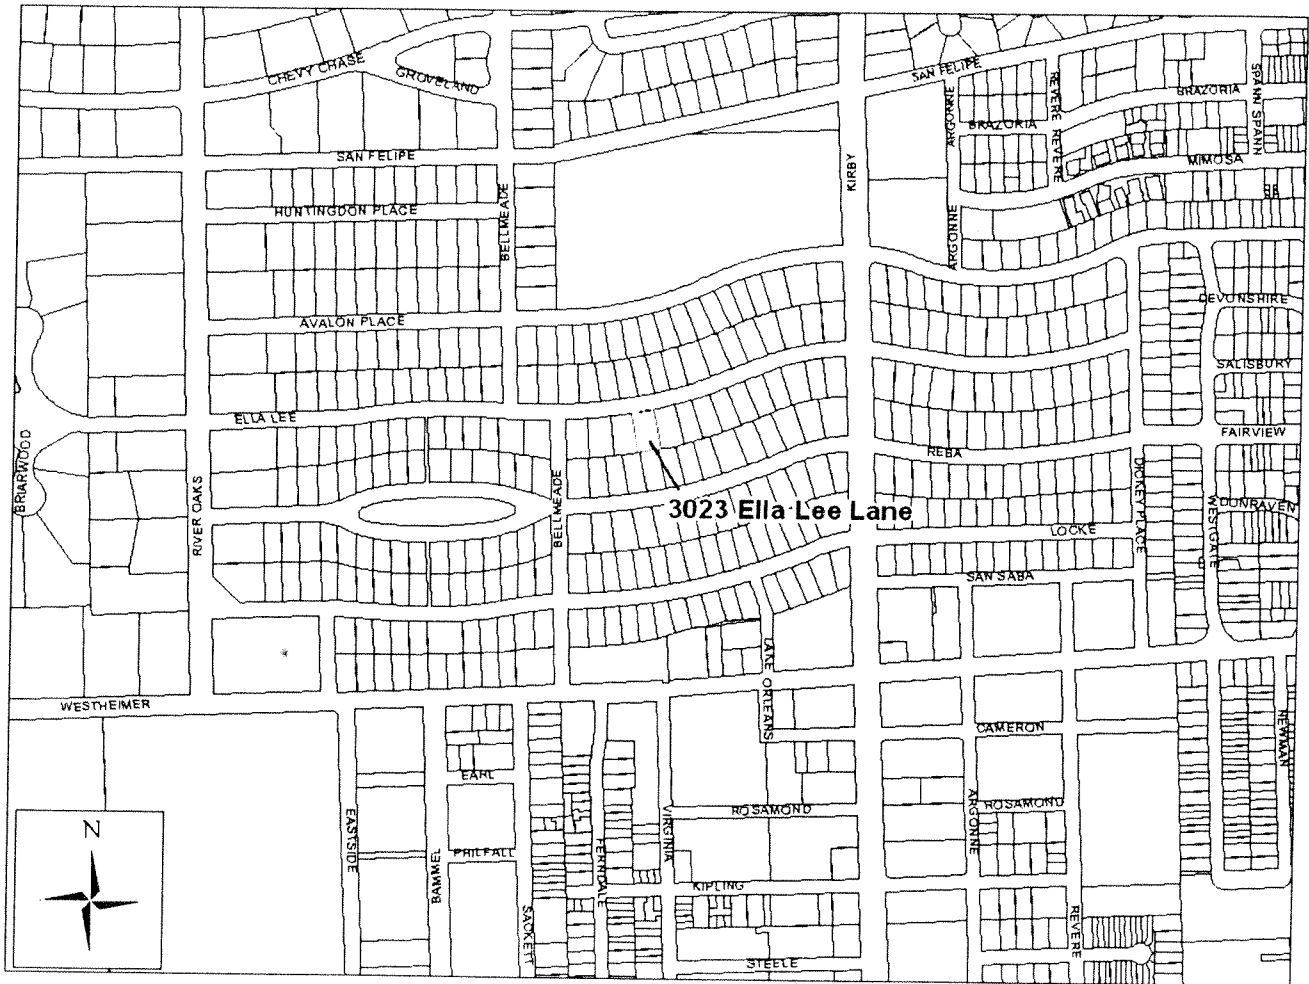 CHEVY CHASE
GROVELAND
SAN FELIPE
SPANN
SPANN
BRAZORIA
REVERE
REVERE
ARGONNE
BRAZORIA
MIMOSA
SAN FELIPE
KIRBY
HUNTINGDON PLACE
BELLMEADE
ARGONNE
DEVONSHIRE
AVALON PLACE
SALISBURY
ELLA LEE
FAIRVIEW
BRIARWOOD
REBA
RIVER OAKS
BELLMEADE
DICKEY PLACE
3023 Ella Lee Lane
WESTGATE
DUNRAVEN
LOCKE
SAN SABA
LAKE
ORLEANS
WESTHEIMER
CAMERON
NEWMAN
EARL
EASTSIDE
ROSAMOND
VIRGINIA
ARGONNE
ROSAMOND
N
PHILFALL
BAMMEL
FERNDALE
KIPLING
SACKETT
REVERE
STEELE